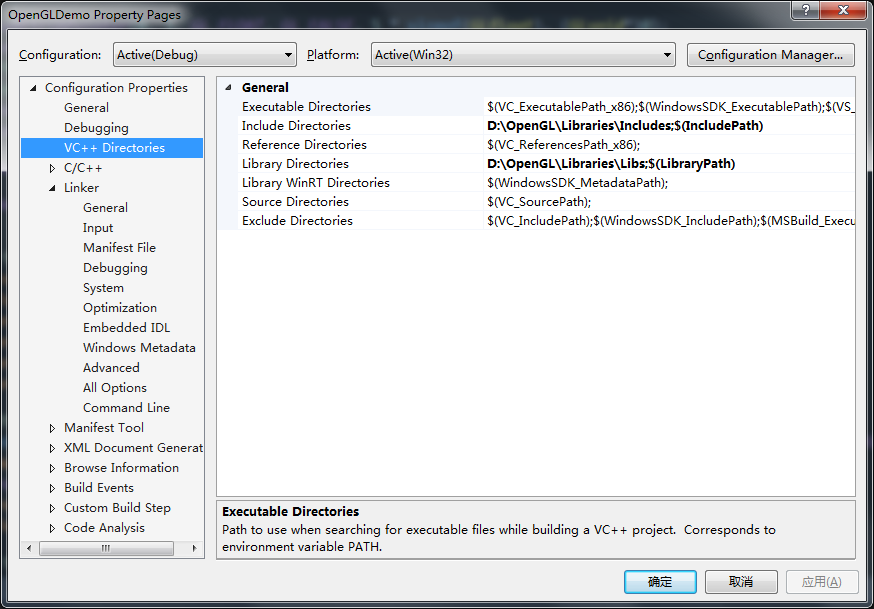 OpenGLDemo Property Pages
Configuration: Active(Debug) Platform: Active(Win32) Configuration Manager...
Configuration Properties
General
Debugging
VC++ Directories
C/C++
Linker
General
Input
Manifest File
Debugging
System
Optimization
Embedded IDL
Windows Metadata
Advanced
All Options
Command Line
Manifest Tool
XML Document Generat
Browse Information
Build Events
Custom Build Step
Code Analysis
General
Executable Directories $(VC_ExecutablePath_x86);$(WindowsSDK_ExecutablePath);$(VS_
Include Directories D:\OpenGL\Libraries\Includes;$(IncludePath)
Reference Directories $(VC_ReferencesPath_x86);
Library Directories D:\OpenGL\Libraries\Libs;$(LibraryPath)
Library WinRT Directories $(WindowsSDK_MetadataPath);
Source Directories $(VC_SourcePath);
Exclude Directories $(VC_IncludePath);$(WindowsSDK_IncludePath);$(MSBuild_Execu
Executable Directories
Path to use when searching for executable files while building a VC++ project. Corresponds to
environment variable PATH.
确定 取消 应用(A)